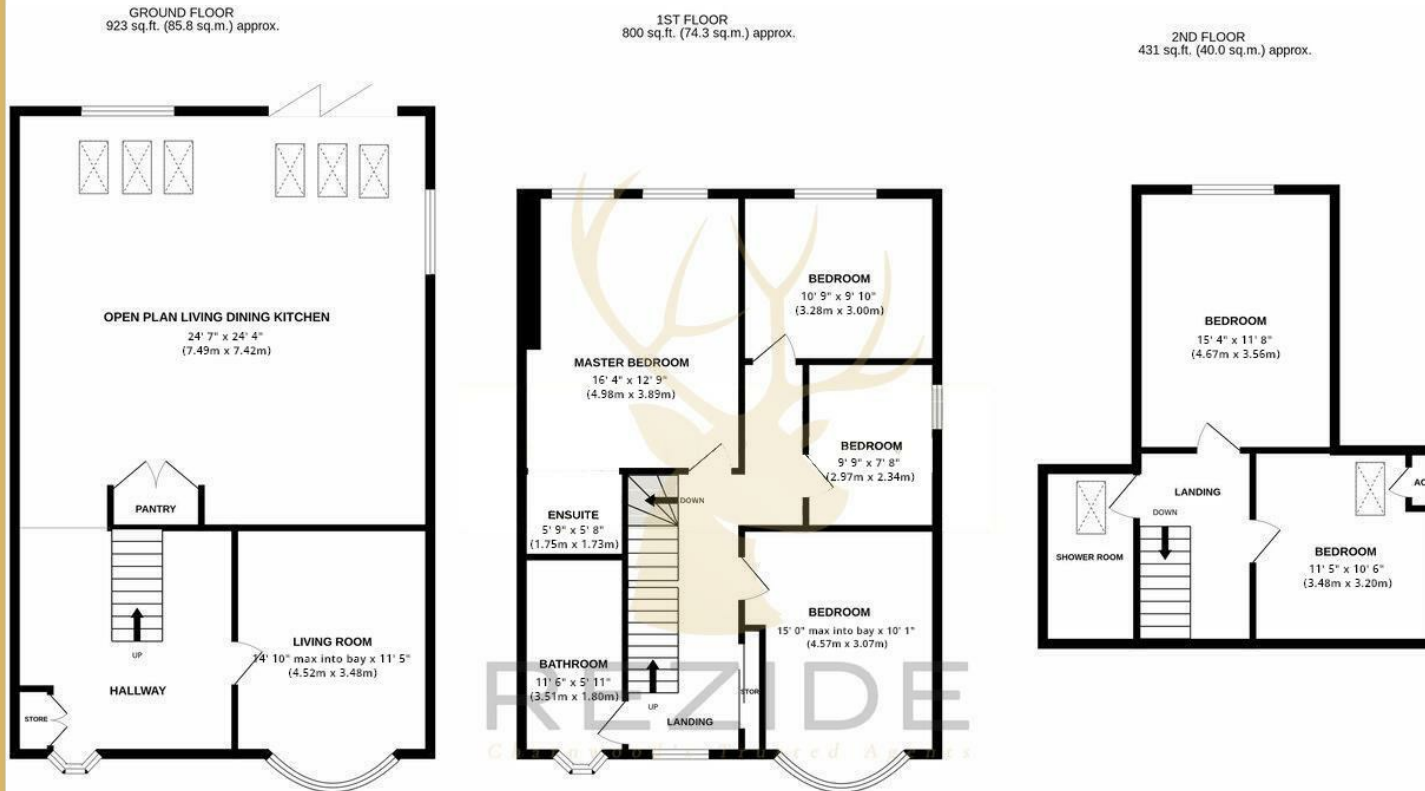 GROUND FLOOR
923 sq.ft. (85.8 sq.m.) approx.
OPEN PLAN LIVING DINING KITCHEN
24' 7" x 24' 4"
(7.49m x 7.42m)
PANTRY
UP
HALLWAY
STORE
LIVING ROOM
14' 10" max into bay x 11' 5"
(4.52m x 3.48m)
1ST FLOOR
800 sq.ft. (74.3 sq.m.) approx.
MASTER BEDROOM
16' 4" x 12' 9"
(4.98m x 3.89m)
BEDROOM
10' 9" x 9' 10"
(3.28m x 3.00m)
BEDROOM
9' 9" x 7' 8"
(2.97m x 2.34m)
DOWN
ENSUITE
5' 9" x 5' 8"
(1.75m x 1.73m)
BEDROOM
15' 0" max into bay x 10' 1"
(4.57m x 3.07m)
BATHROOM
11' 6" x 5' 11"
(3.51m x 1.80m)
UP
LANDING
STOR
REZIDE
Charnwood's Trusted Agents
2ND FLOOR
431 sq.ft. (40.0 sq.m.) approx.
BEDROOM
15' 4" x 11' 8"
(4.67m x 3.56m)
LANDING
DOWN
SHOWER ROOM
BEDROOM
11' 5" x 10' 6"
(3.48m x 3.20m)